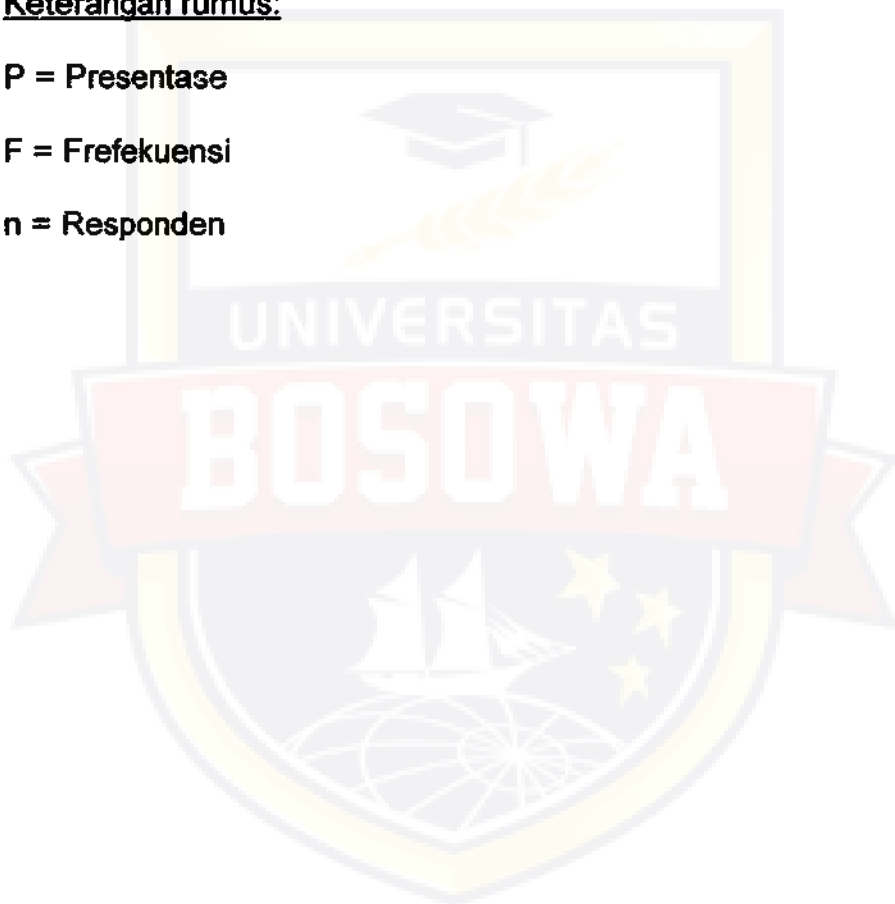 Keterangan rumus:
P = Presentase
F = Frefekuensi
n = Responden
UNIVERSITAS
BOSOWA